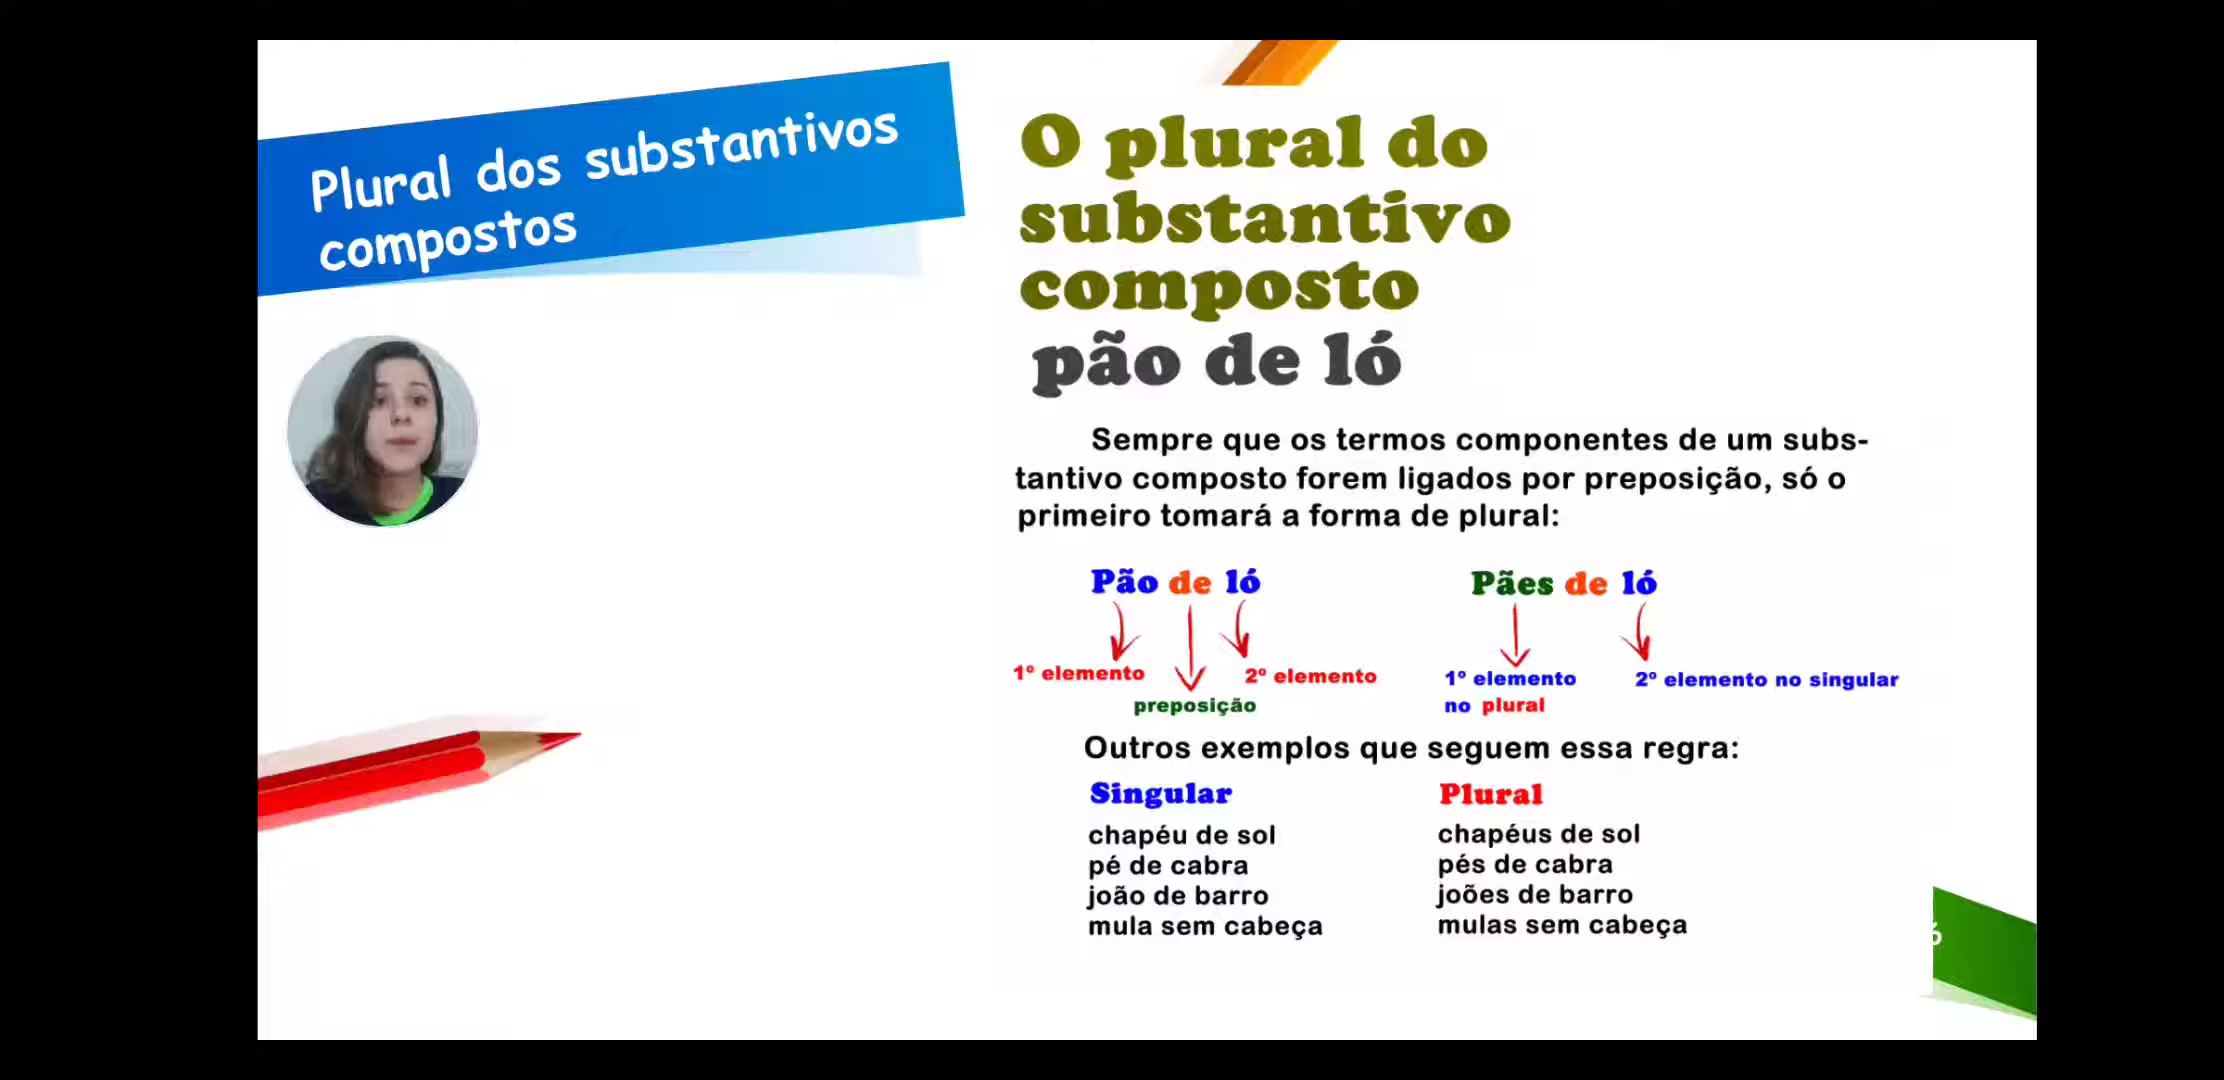 Plural dos substantivos
compostos
O plural do
substantivo
composto
pão de ló
Sempre que os termos componentes de um subs-
tantivo composto forem ligados por preposição, só o
primeiro tomará a forma de plural:
Pão de ló
Pães de ló
1º elemento
preposição
2º elemento
1º elemento
no plural
2º elemento no singular
Outros exemplos que seguem essa regra:
Singular
chapéu de sol
pé de cabra
joão de barro
mula sem cabeça
Plural
chapéus de sol
pés de cabra
joões de barro
mulas sem cabeça